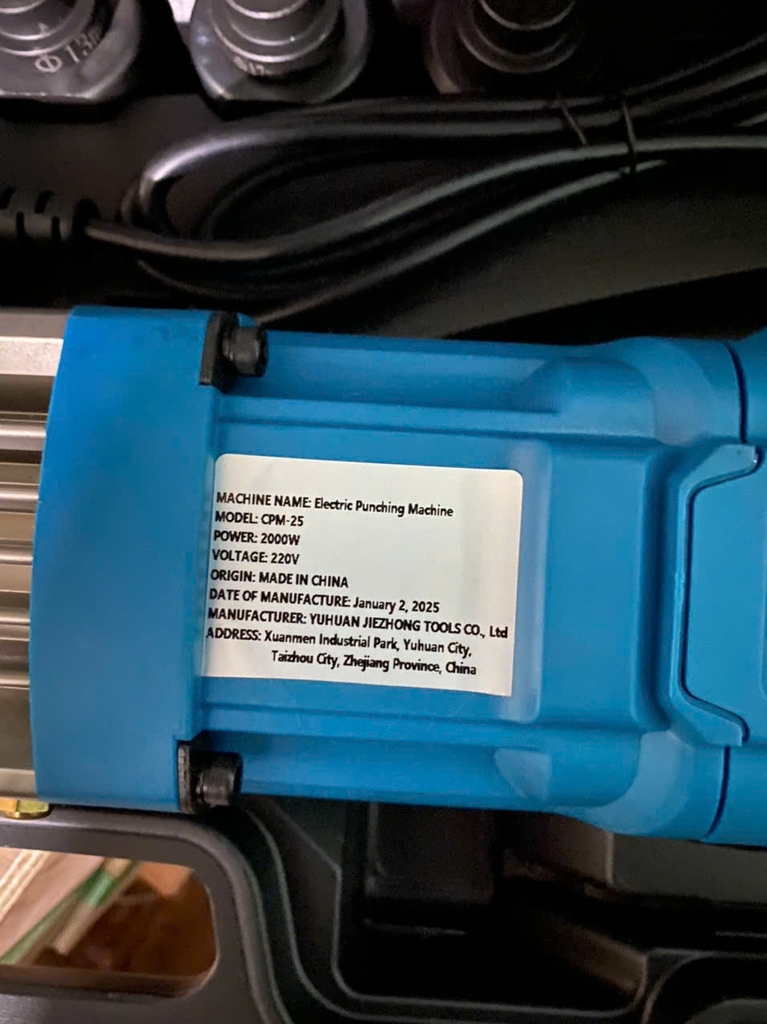 Φ13
MACHINE NAME: Electric Punching Machine
MODEL: CPM-25
POWER: 2000W
VOLTAGE: 220V
ORIGIN: MADE IN CHINA
DATE OF MANUFACTURE: January 2, 2025
MANUFACTURER: YUHUAN JIEZHONG TOOLS CO., Ltd
ADDRESS: Xuanmen Industrial Park, Yuhuan City,
Taizhou City, Zhejiang Province, China